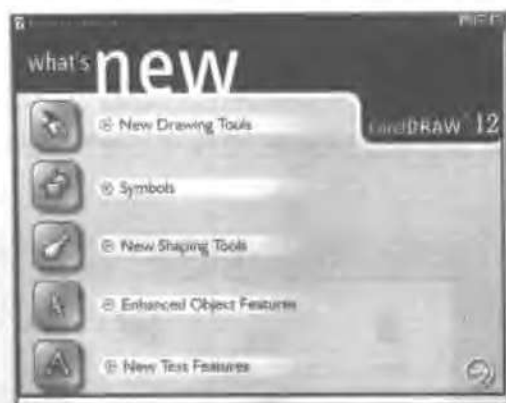 what's new
CorelDRAW 12
New Drawing Tools
Symbols
New Shaping Tools
Enhanced Object Features
New Text Features